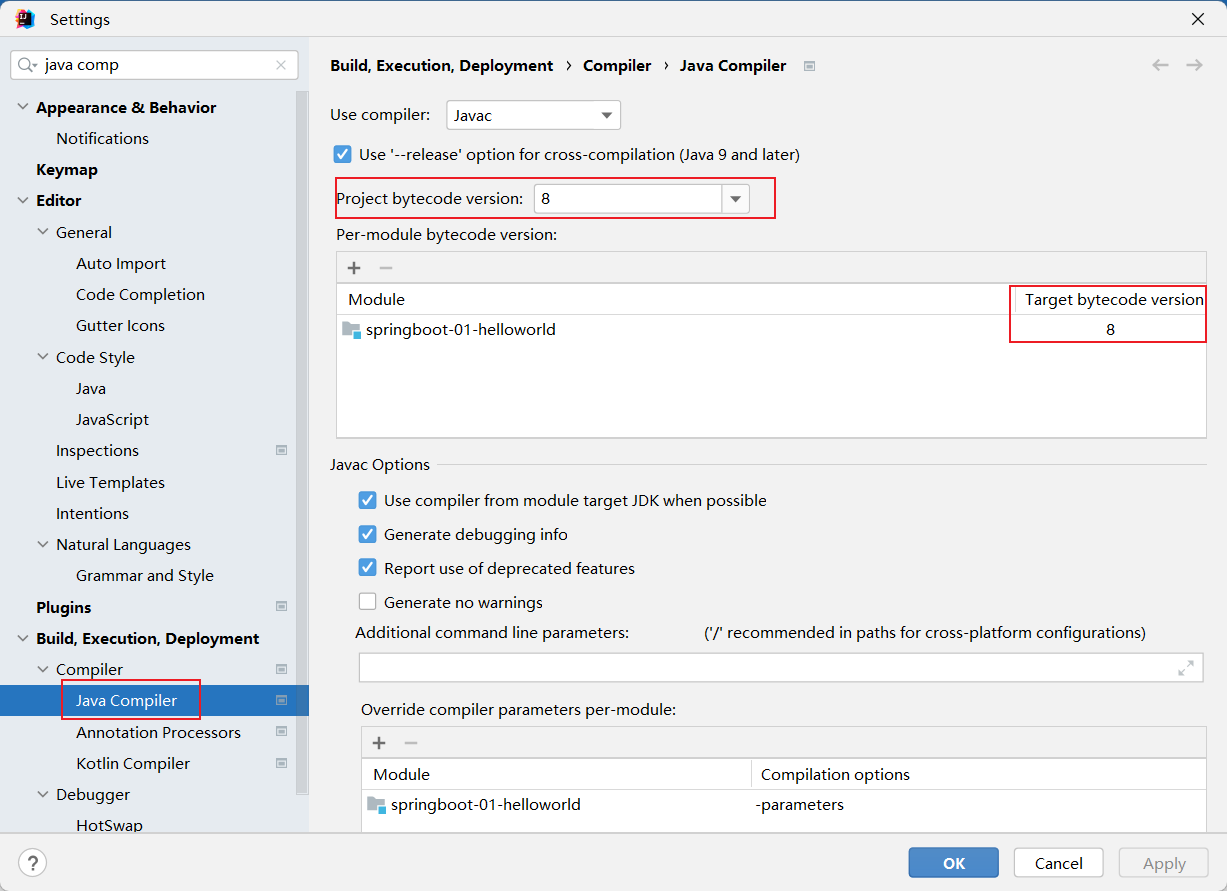 Settings
java comp
Appearance & Behavior
Notifications
Keymap
Editor
General
Auto Import
Code Completion
Gutter Icons
Code Style
Java
JavaScript
Inspections
Live Templates
Intentions
Natural Languages
Grammar and Style
Plugins
Build, Execution, Deployment
Compiler
Java Compiler
Annotation Processors
Kotlin Compiler
Debugger
HotSwap
Build, Execution, Deployment › Compiler › Java Compiler
Use compiler: Javac
Use '--release' option for cross-compilation (Java 9 and later)
Project bytecode version: 8
Per-module bytecode version:
Module Target bytecode version
springboot-01-helloworld 8
Javac Options
Use compiler from module target JDK when possible
Generate debugging info
Report use of deprecated features
Generate no warnings
Additional command line parameters: ('/' recommended in paths for cross-platform configurations)
Override compiler parameters per-module:
Module Compilation options
springboot-01-helloworld -parameters
? OK Cancel Apply